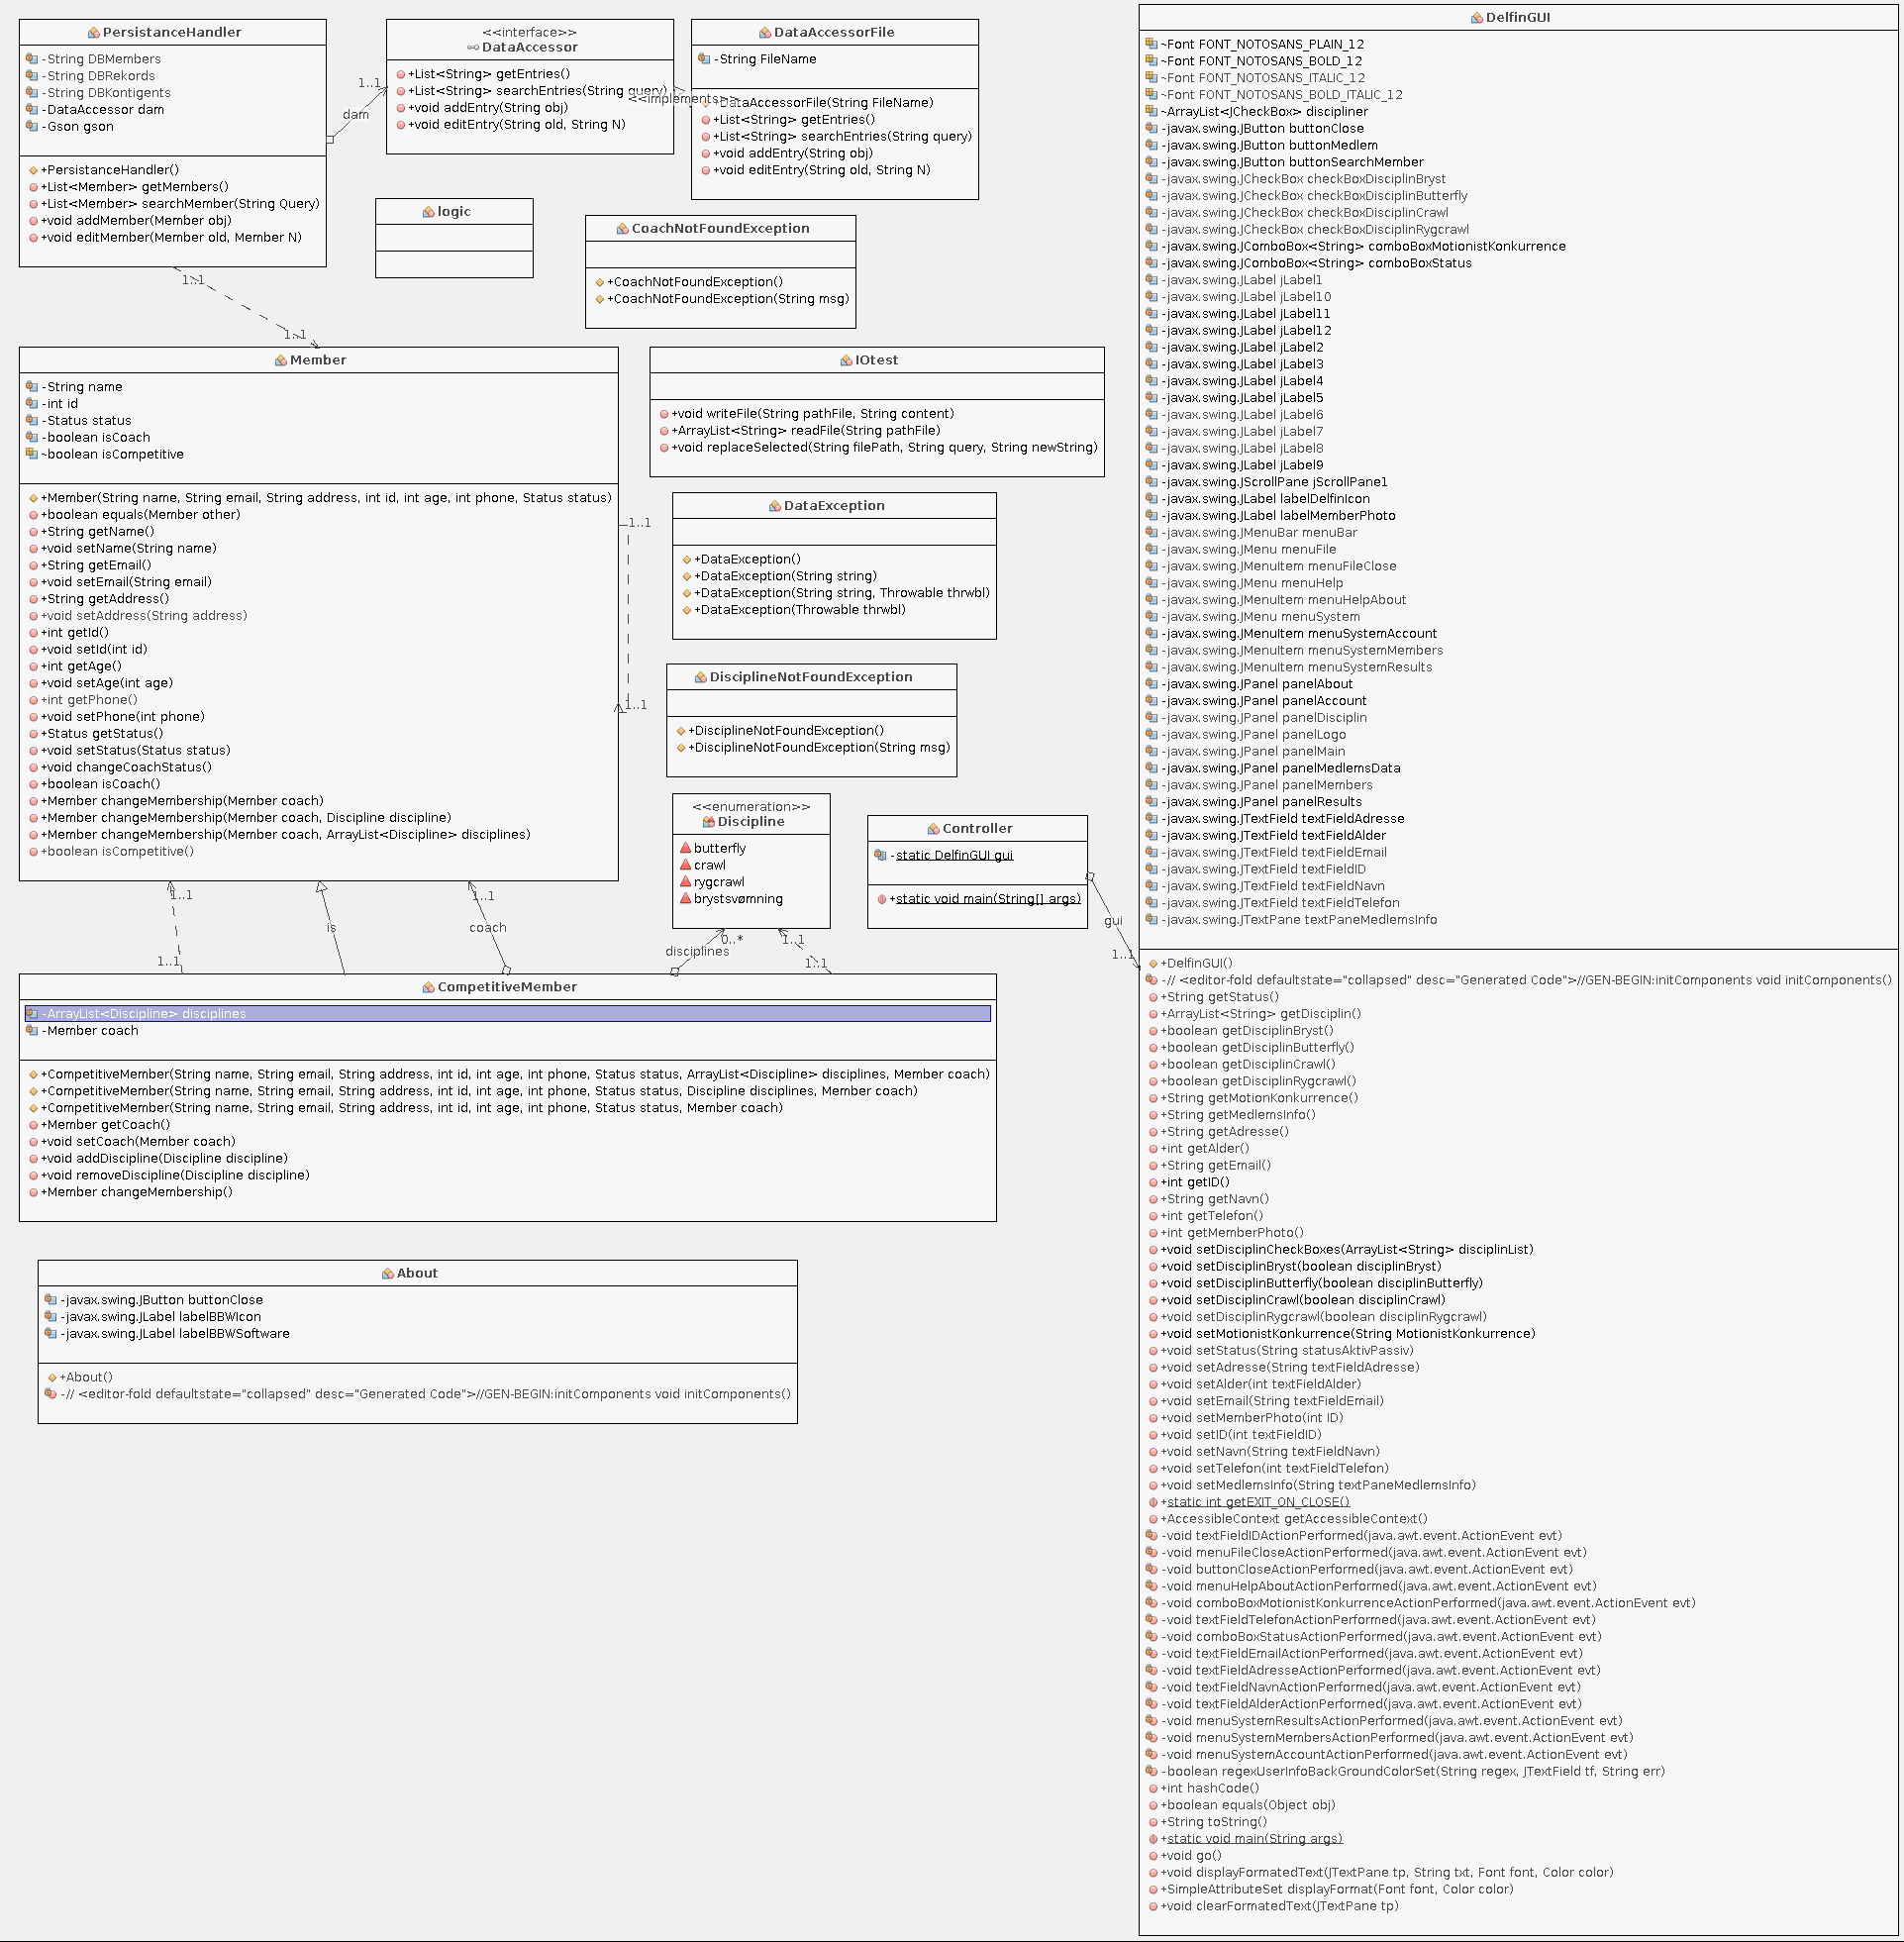 PersistanceHandler
-String DBMembers
-String DBRekords
-String DBKontigents
-DataAccessor dam
-Gson gson
+PersistanceHandler()
+List<Member> getMembers()
+List<Member> searchMember(String Query)
+void addMember(Member obj)
+void editMember(Member old, Member N)
1..1
dam
<<interface>>
DataAccessor
+List<String> getEntries()
+List<String> searchEntries(String query)
+void addEntry(String obj)
+void editEntry(String old, String N)
<<implements>>
DataAccessorFile
-String FileName
+DataAccessorFile(String FileName)
+List<String> getEntries()
+List<String> searchEntries(String query)
+void addEntry(String obj)
+void editEntry(String old, String N)
logic
CoachNotFoundException
+CoachNotFoundException()
+CoachNotFoundException(String msg)
1..1
1..1
Member
-String name
-int id
-Status status
-boolean isCoach
~boolean isCompetitive
+Member(String name, String email, String address, int id, int age, int phone, Status status)
+boolean equals(Member other)
+String getName()
+void setName(String name)
+String getEmail()
+void setEmail(String email)
+String getAddress()
+void setAddress(String address)
+int getId()
+void setId(int id)
+int getAge()
+void setAge(int age)
+int getPhone()
+void setPhone(int phone)
+Status getStatus()
+void setStatus(Status status)
+void changeCoachStatus()
+boolean isCoach()
+Member changeMembership(Member coach)
+Member changeMembership(Member coach, Discipline discipline)
+Member changeMembership(Member coach, ArrayList<Discipline> disciplines)
+boolean isCompetitive()
1..1
1..1
IOtest
+void writeFile(String pathFile, String content)
+ArrayList<String> readFile(String pathFile)
+void replaceSelected(String filePath, String query, String newString)
DataException
+DataException()
+DataException(String string)
+DataException(String string, Throwable thrwbl)
+DataException(Throwable thrwbl)
DisciplineNotFoundException
+DisciplineNotFoundException()
+DisciplineNotFoundException(String msg)
<<enumeration>>
Discipline
butterfly
crawl
rygcrawl
brystsvømning
Controller
-static DelfinGUI gui
+static void main(String[] args)
gui
1..1
1..1
1..1
is
1..1
coach
0..*
disciplines
1..1
1..1
CompetitiveMember
-ArrayList<Discipline> disciplines
-Member coach
+CompetitiveMember(String name, String email, String address, int id, int age, int phone, Status status, ArrayList<Discipline> disciplines, Member coach)
+CompetitiveMember(String name, String email, String address, int id, int age, int phone, Status status, Discipline disciplines, Member coach)
+CompetitiveMember(String name, String email, String address, int id, int age, int phone, Status status, Member coach)
+Member getCoach()
+void setCoach(Member coach)
+void addDiscipline(Discipline discipline)
+void removeDiscipline(Discipline discipline)
+Member changeMembership()
About
-javax.swing.JButton buttonClose
-javax.swing.JLabel labelBBWIcon
-javax.swing.JLabel labelBBWSoftware
+About()
-// <editor-fold defaultstate="collapsed" desc="Generated Code">//GEN-BEGIN:initComponents void initComponents()
DelfinGUI
~Font FONT_NOTOSANS_PLAIN_12
~Font FONT_NOTOSANS_BOLD_12
~Font FONT_NOTOSANS_ITALIC_12
~Font FONT_NOTOSANS_BOLD_ITALIC_12
~ArrayList<JCheckBox> discipliner
-javax.swing.JButton buttonClose
-javax.swing.JButton buttonMedlem
-javax.swing.JButton buttonSearchMember
-javax.swing.JCheckBox checkBoxDisciplinBryst
-javax.swing.JCheckBox checkBoxDisciplinButterfly
-javax.swing.JCheckBox checkBoxDisciplinCrawl
-javax.swing.JCheckBox checkBoxDisciplinRygcrawl
-javax.swing.JComboBox<String> comboBoxMotionistKonkurrence
-javax.swing.JComboBox<String> comboBoxStatus
-javax.swing.JLabel jLabel1
-javax.swing.JLabel jLabel10
-javax.swing.JLabel jLabel11
-javax.swing.JLabel jLabel12
-javax.swing.JLabel jLabel2
-javax.swing.JLabel jLabel3
-javax.swing.JLabel jLabel4
-javax.swing.JLabel jLabel5
-javax.swing.JLabel jLabel6
-javax.swing.JLabel jLabel7
-javax.swing.JLabel jLabel8
-javax.swing.JLabel jLabel9
-javax.swing.JScrollPane jScrollPane1
-javax.swing.JLabel labelDelfinIcon
-javax.swing.JLabel labelMemberPhoto
-javax.swing.JMenuBar menuBar
-javax.swing.JMenu menuFile
-javax.swing.JMenuItem menuFileClose
-javax.swing.JMenu menuHelp
-javax.swing.JMenuItem menuHelpAbout
-javax.swing.JMenu menuSystem
-javax.swing.JMenuItem menuSystemAccount
-javax.swing.JMenuItem menuSystemMembers
-javax.swing.JMenuItem menuSystemResults
-javax.swing.JPanel panelAbout
-javax.swing.JPanel panelAccount
-javax.swing.JPanel panelDisciplin
-javax.swing.JPanel panelLogo
-javax.swing.JPanel panelMain
-javax.swing.JPanel panelMedlemsData
-javax.swing.JPanel panelMembers
-javax.swing.JPanel panelResults
-javax.swing.JTextField textFieldAdresse
-javax.swing.JTextField textFieldAlder
-javax.swing.JTextField textFieldEmail
-javax.swing.JTextField textFieldID
-javax.swing.JTextField textFieldNavn
-javax.swing.JTextField textFieldTelefon
-javax.swing.JTextPane textPaneMedlemsInfo
+DelfinGUI()
-// <editor-fold defaultstate="collapsed" desc="Generated Code">//GEN-BEGIN:initComponents void initComponents()
+String getStatus()
+ArrayList<String> getDisciplin()
+boolean getDisciplinBryst()
+boolean getDisciplinButterfly()
+boolean getDisciplinCrawl()
+boolean getDisciplinRygcrawl()
+String getMotionKonkurrence()
+String getMedlemsInfo()
+String getAdresse()
+int getAlder()
+String getEmail()
+int getID()
+String getNavn()
+int getTelefon()
+int getMemberPhoto()
+void setDisciplinCheckBoxes(ArrayList<String> disciplinList)
+void setDisciplinBryst(boolean disciplinBryst)
+void setDisciplinButterfly(boolean disciplinButterfly)
+void setDisciplinCrawl(boolean disciplinCrawl)
+void setDisciplinRygcrawl(boolean disciplinRygcrawl)
+void setMotionistKonkurrence(String MotionistKonkurrence)
+void setStatus(String statusAktivPassiv)
+void setAdresse(String textFieldAdresse)
+void setAlder(int textFieldAlder)
+void setEmail(String textFieldEmail)
+void setMemberPhoto(int ID)
+void setID(int textFieldID)
+void setNavn(String textFieldNavn)
+void setTelefon(int textFieldTelefon)
+void setMedlemsInfo(String textPaneMedlemsInfo)
+static int getEXIT_ON_CLOSE()
+AccessibleContext getAccessibleContext()
-void textFieldIDActionPerformed(java.awt.event.ActionEvent evt)
-void menuFileCloseActionPerformed(java.awt.event.ActionEvent evt)
-void buttonCloseActionPerformed(java.awt.event.ActionEvent evt)
-void menuHelpAboutActionPerformed(java.awt.event.ActionEvent evt)
-void comboBoxMotionistKonkurrenceActionPerformed(java.awt.event.ActionEvent evt)
-void textFieldTelefonActionPerformed(java.awt.event.ActionEvent evt)
-void comboBoxStatusActionPerformed(java.awt.event.ActionEvent evt)
-void textFieldEmailActionPerformed(java.awt.event.ActionEvent evt)
-void textFieldAdresseActionPerformed(java.awt.event.ActionEvent evt)
-void textFieldNavnActionPerformed(java.awt.event.ActionEvent evt)
-void textFieldAlderActionPerformed(java.awt.event.ActionEvent evt)
-void menuSystemResultsActionPerformed(java.awt.event.ActionEvent evt)
-void menuSystemMembersActionPerformed(java.awt.event.ActionEvent evt)
-void menuSystemAccountActionPerformed(java.awt.event.ActionEvent evt)
-boolean regexUserInfoBackGroundColorSet(String regex, JTextField tf, String err)
+int hashCode()
+boolean equals(Object obj)
+String toString()
+static void main(String args)
+void go()
+void displayFormatedText(JTextPane tp, String txt, Font font, Color color)
+SimpleAttributeSet displayFormat(Font font, Color color)
+void clearFormatedText(JTextPane tp)